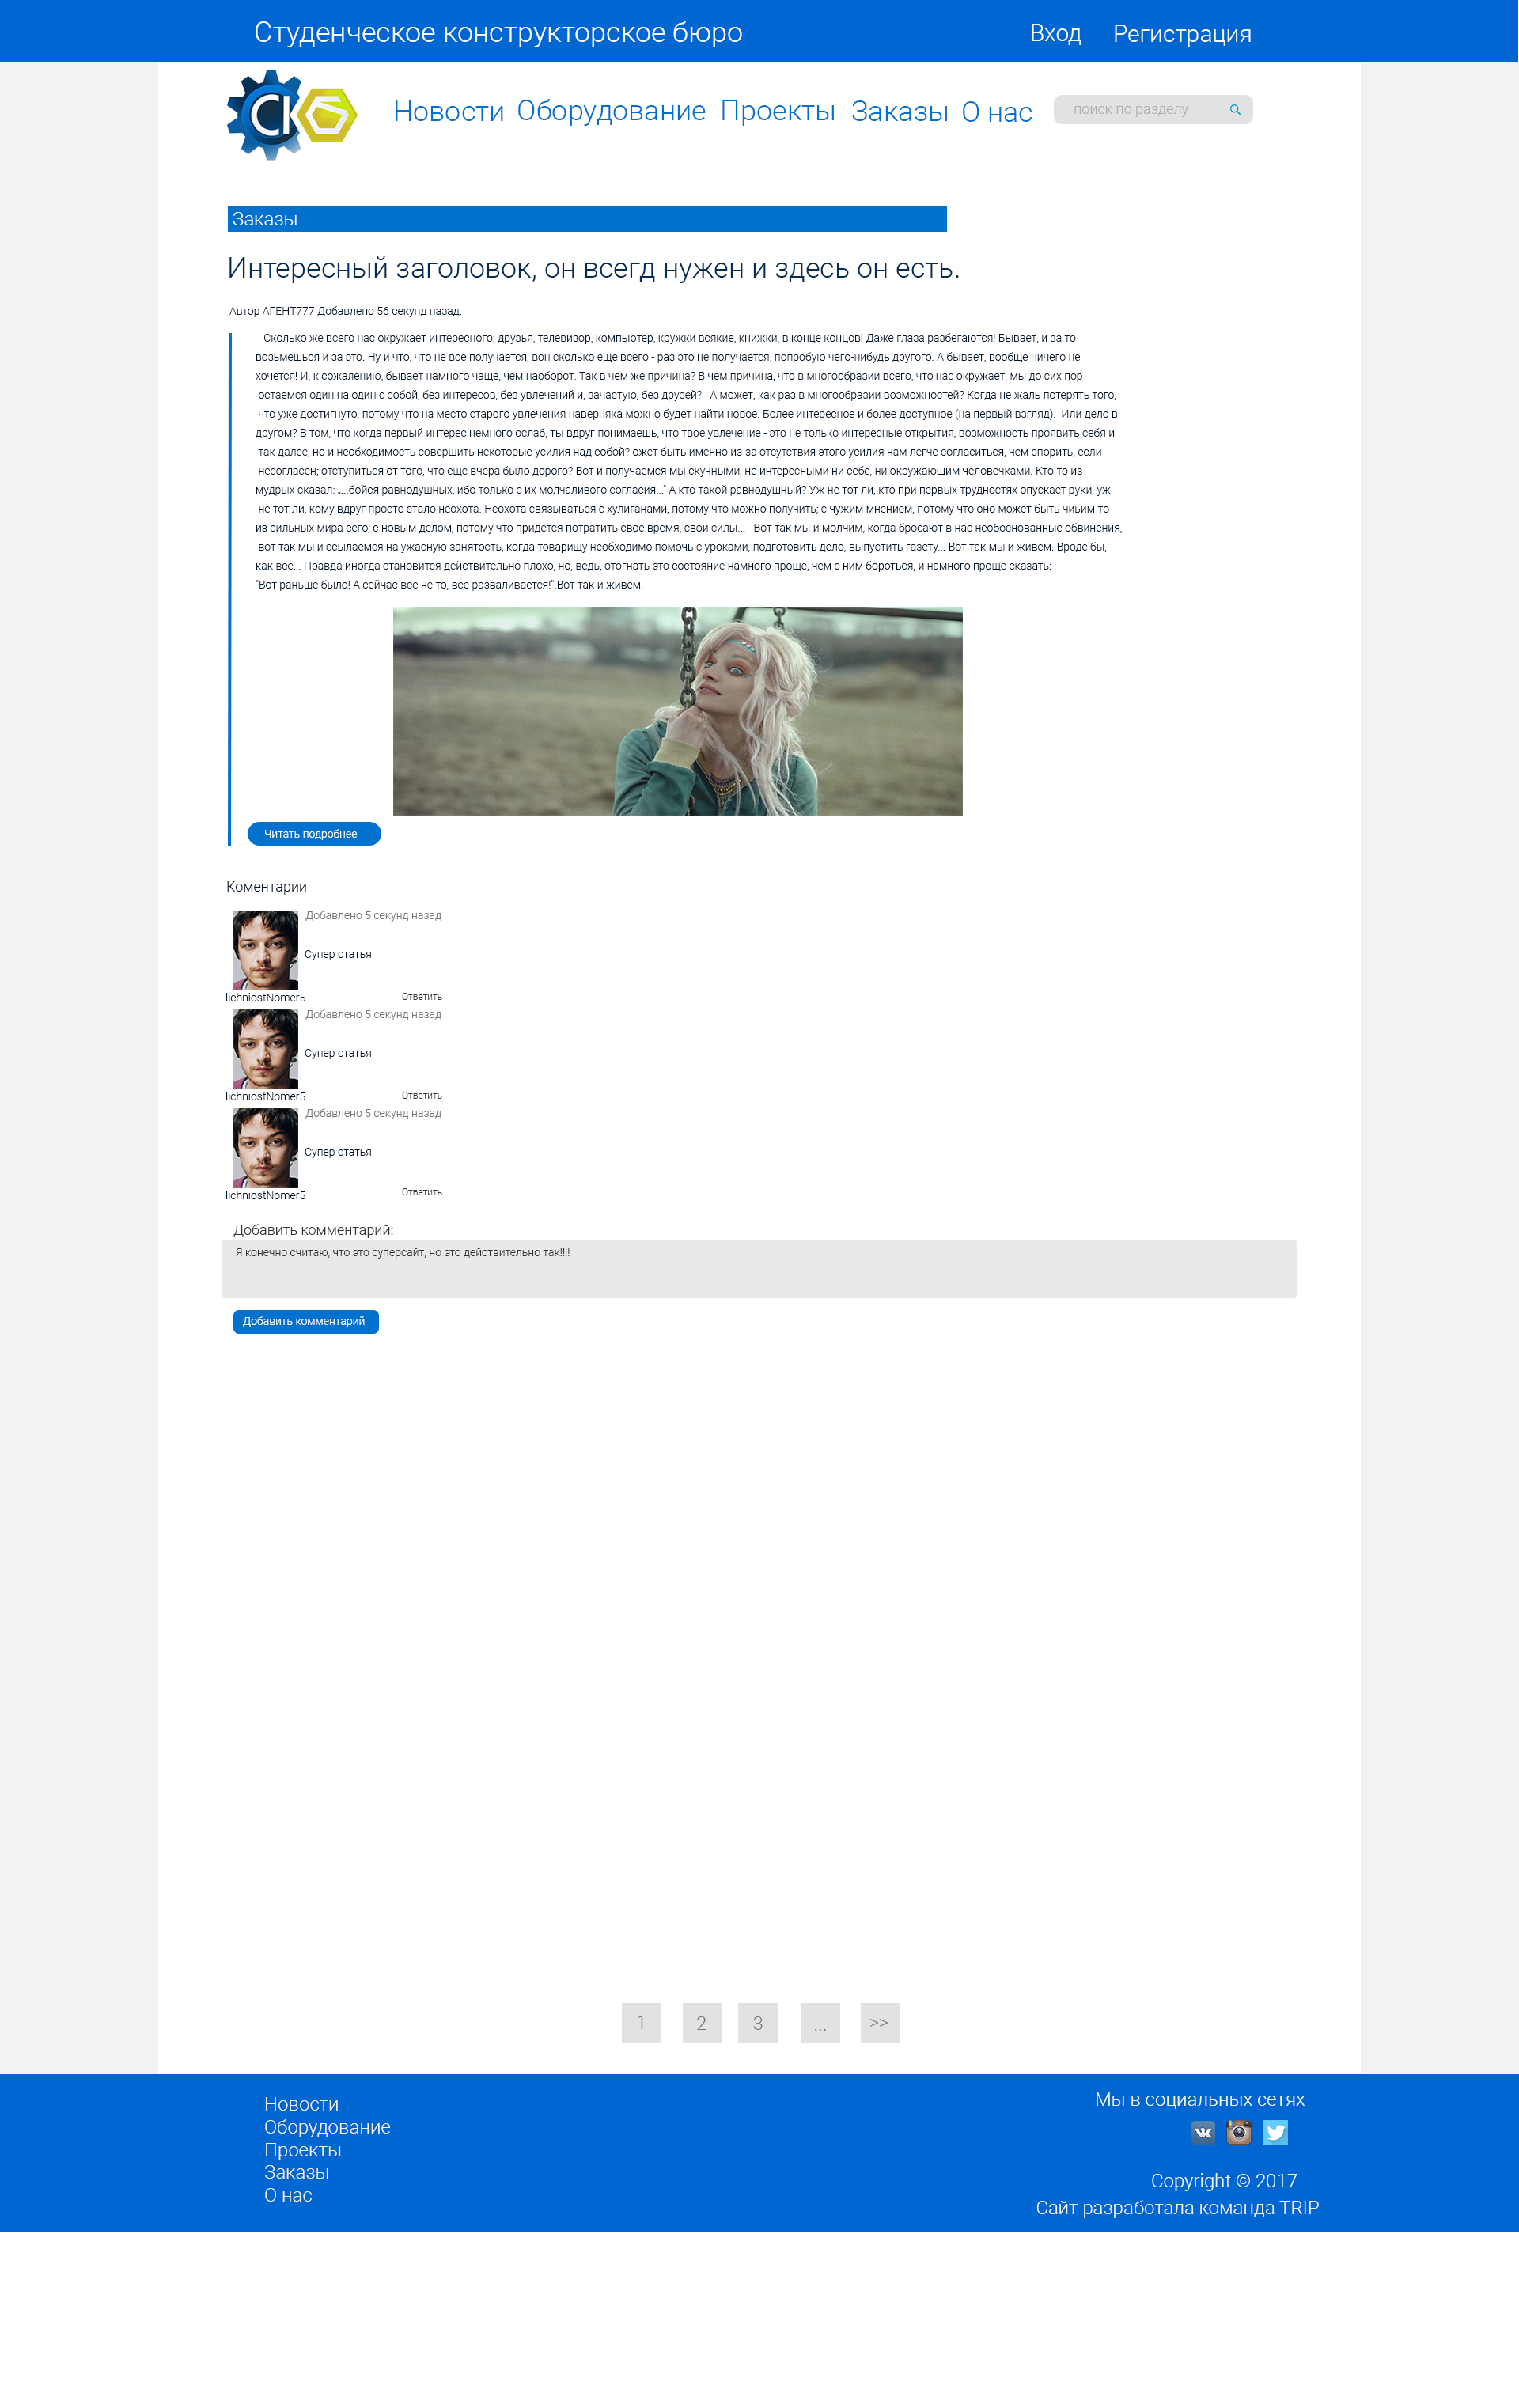 Студенческое конструкторское бюро
Вход Регистрация
СКБ
Новости Оборудование Проекты Заказы О нас поиск по разделу
Заказы
Интересный заголовок, он всегд нужен и здесь он есть.
Автор АГЕНТ777 Добавлено 56 секунд назад.
Сколько же всего нас окружает интересного: друзья, телевизор, компьютер, кружки всякие, книжки, в конце концов! Даже глаза разбегаются! Бывает, и за то
возьмешься и за это. Ну и что, что не все получается, вон сколько еще всего - раз это не получается, попробую чего-нибудь другого. А бывает, вообще ничего не
хочется! И, к сожалению, бывает намного чаще, чем наоборот. Так в чем же причина? В чем причина, что в многообразии всего, что нас окружает, мы до сих пор
остаемся один на один с собой, без интересов, без увлечений и, зачастую, без друзей? А может, как раз в многообразии возможностей? Когда не жаль потерять того,
что уже достигнуто, потому что на место старого увлечения наверняка можно будет найти новое. Более интересное и более доступное (на первый взгляд). Или дело в
другом? В том, что когда первый интерес немного ослаб, ты вдруг понимаешь, что твое увлечение - это не только интересные открытия, возможность проявить себя и
так далее, но и необходимость совершить некоторые усилия над собой? ожет быть именно из-за отсутствия этого усилия нам легче согласиться, чем спорить, если
несогласен; отступиться от того, что еще вчера было дорого? Вот и получаемся мы скучными, не интересными ни себе, ни окружающим человечками. Кто-то из
мудрых сказал: „...бойся равнодушных, ибо только с их молчаливого согласия..." А кто такой равнодушный? Уж не тот ли, кто при первых трудностях опускает руки, уж
не тот ли, кому вдруг просто стало неохота. Неохота связываться с хулиганами, потому что можно получить; с чужим мнением, потому что оно может быть чиьим-то
из сильных мира сего; с новым делом, потому что придется потратить свое время, свои силы... Вот так мы и молчим, когда бросают в нас необоснованные обвинения,
вот так мы и ссылаемся на ужасную занятость, когда товарищу необходимо помочь с уроками, подготовить дело, выпустить газету... Вот так мы и живем. Вроде бы,
как все... Правда иногда становится действительно плохо, но, ведь, отогнать это состояние намного проще, чем с ним бороться, и намного проще сказать:
"Вот раньше было! А сейчас все не то, все разваливается!".Вот так и живем.
Читать подробнее
Коментарии
Добавлено 5 секунд назад
Супер статья
lichniostNomer5 Ответить
Добавлено 5 секунд назад
Супер статья
lichniostNomer5 Ответить
Добавлено 5 секунд назад
Супер статья
lichniostNomer5 Ответить
Добавить комментарий:
Я конечно считаю, что это суперсайт, но это действительно так!!!!
Добавить комментарий
1 2 3 ... >>
Новости
Оборудование
Проекты
Заказы
О нас
Мы в социальных сетях
Copyright © 2017
Сайт разработала команда TRIP